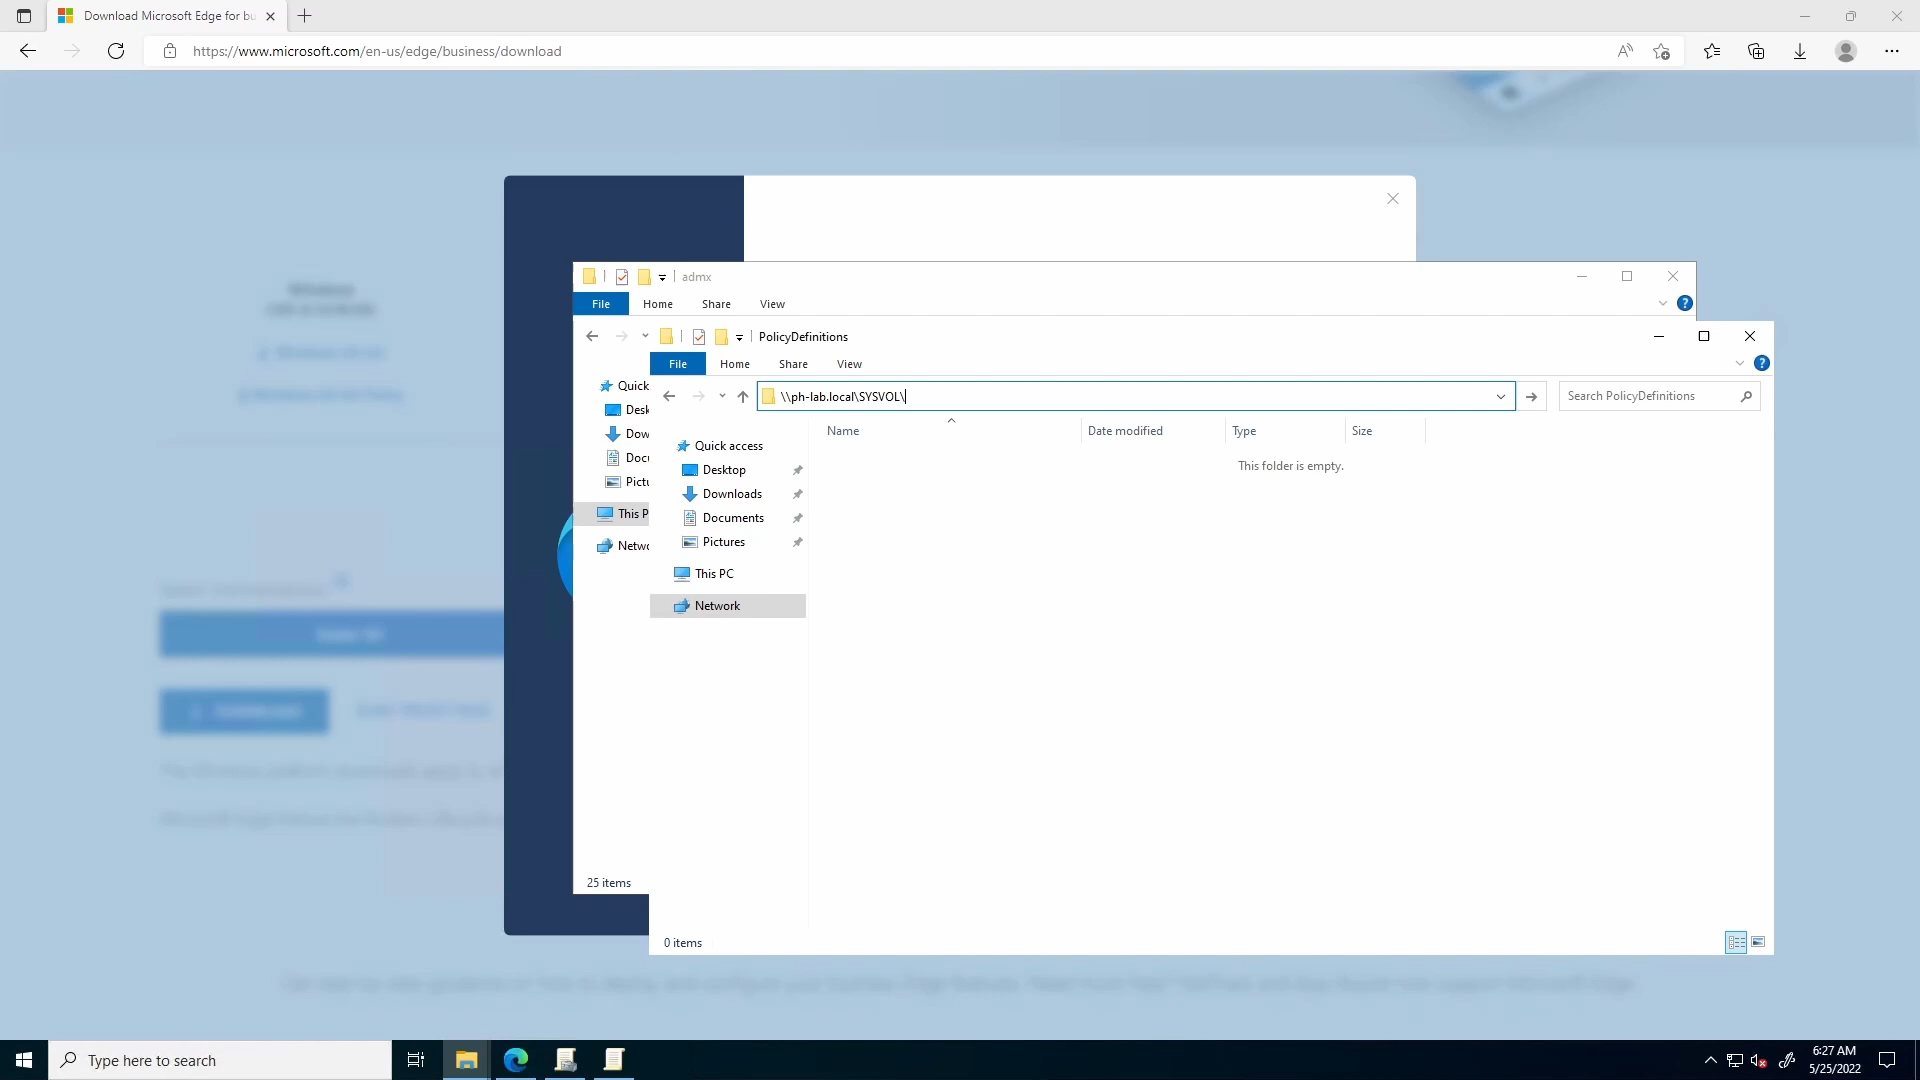 Download Microsoft Edge for bu
https://www.microsoft.com/en-us/edge/business/download
admx
File Home Share View
PolicyDefinitions
File Home Share View
\\ph-lab.local\SYSVOL\
Search PolicyDefinitions
Quick
Desk
Dow
Docu
Pictu
This P
Netwo
Name Date modified Type Size
This folder is empty.
Quick access
Desktop
Downloads
Documents
Pictures
This PC
Network
25 items
0 items
Type here to search
6:27 AM
5/25/2022